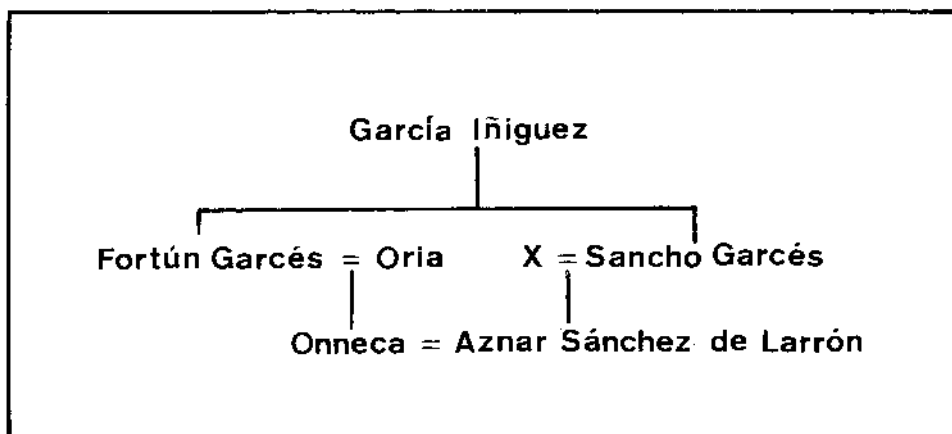 García Iñiguez
Fortún Garcés = Oria X = Sancho Garcés
Onneca = Aznar Sánchez de Larrón